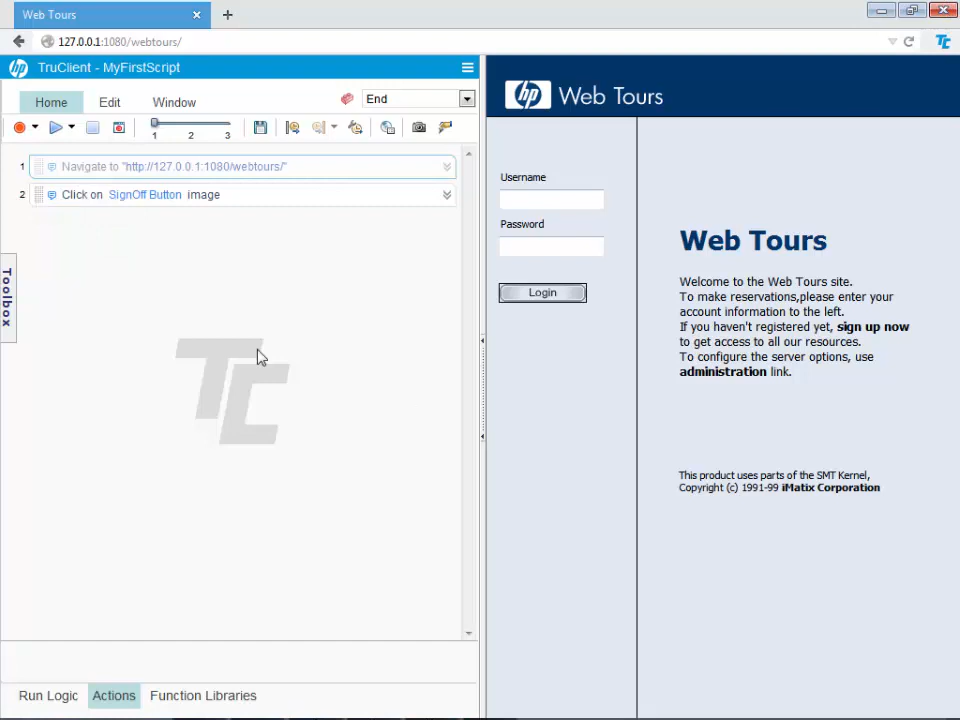 Web Tours
127.0.0.1:1080/webtours/
TC
hp TruClient - MyFirstScript
Home Edit Window End
1 2 3
1 Navigate to "http://127.0.0.1:1080/webtours/"
2 Click on SignOff Button image
Toolbox
TC
Run Logic Actions Function Libraries
hp Web Tours
Username
Password
Login
Web Tours
Welcome to the Web Tours site.
To make reservations,please enter your
account information to the left.
If you haven't registered yet, sign up now
to get access to all our resources.
To configure the server options, use
administration link.
This product uses parts of the SMT Kernel,
Copyright (c) 1991-99 iMatix Corporation